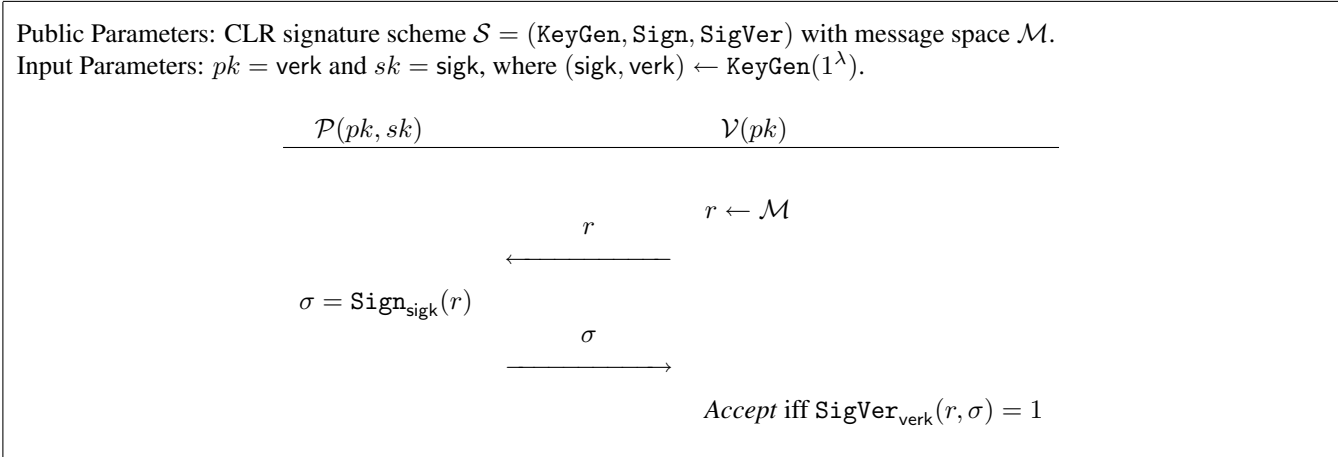 Public Parameters: CLR signature scheme 𝒮 = (KeyGen, Sign, SigVer) with message space ℳ.
Input Parameters: pk = verk and sk = sigk, where (sigk, verk) ← KeyGen(1^λ).
𝒫(pk, sk) 𝒱(pk)
r ← ℳ
r
σ = Sign_sigk(r)
σ
Accept iff SigVer_verk(r, σ) = 1